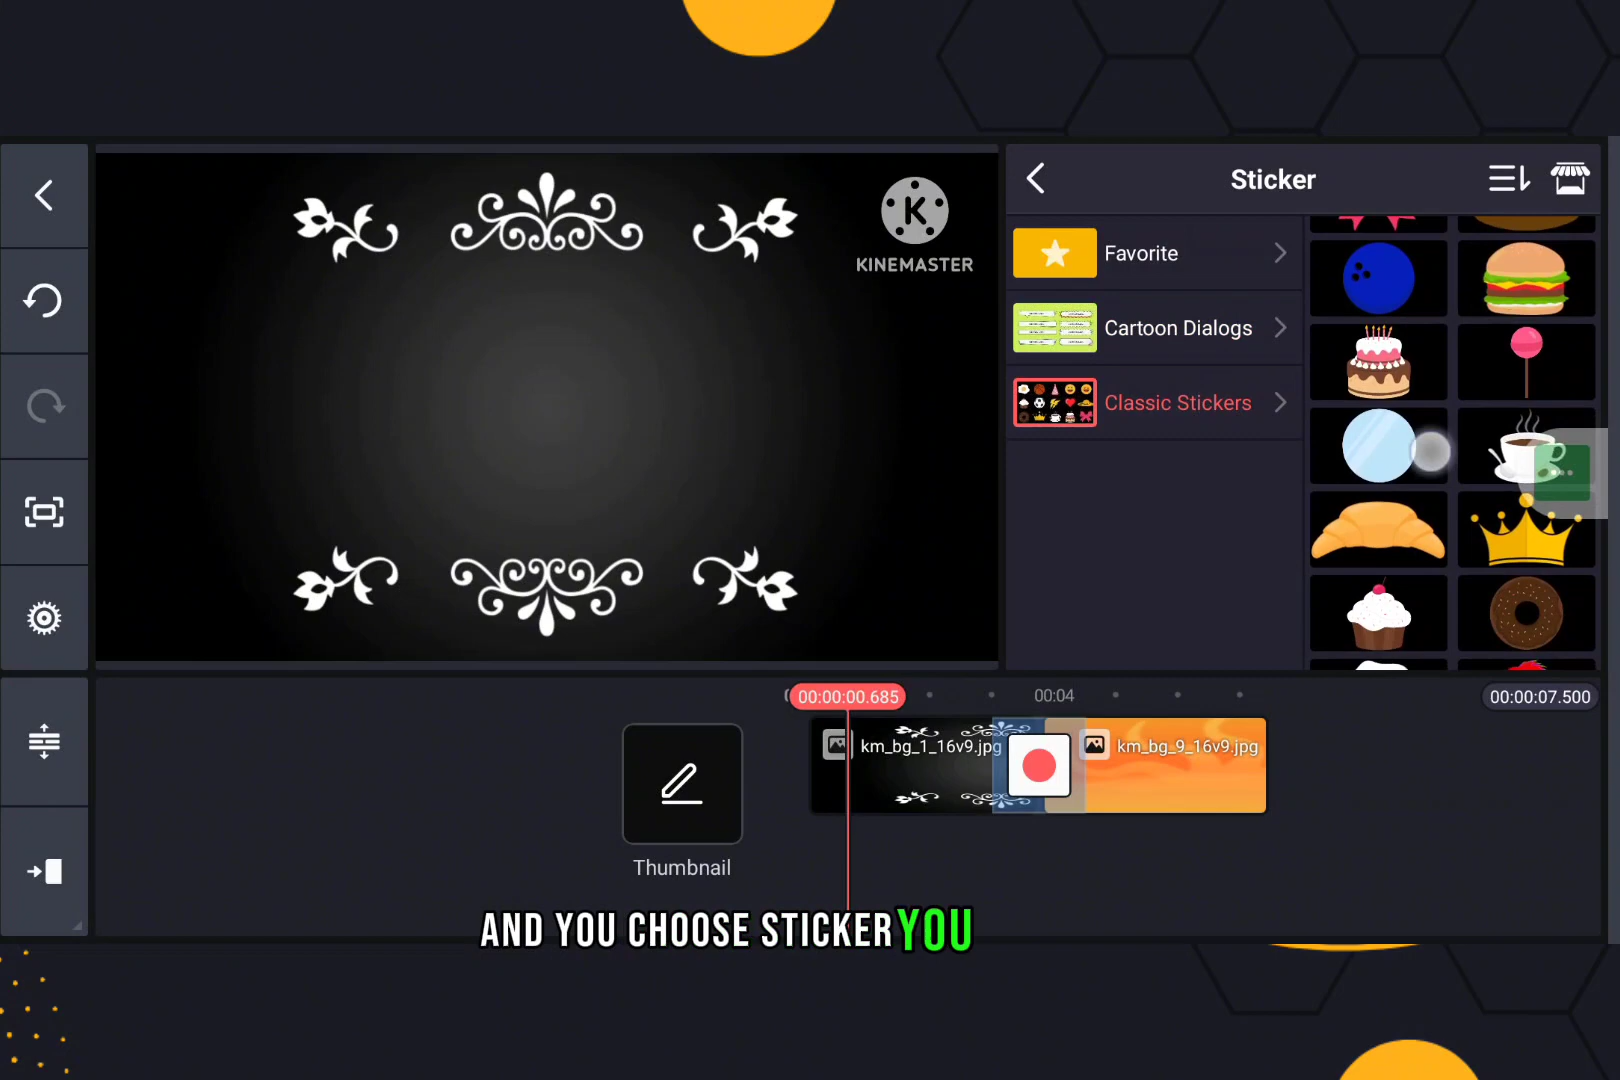 K
KINEMASTER
Sticker
Favorite
Cartoon Dialogs
Classic Stickers
00:00:00.685
00:04
00:00:07.500
km_bg_1_16v9.jpg
km_bg_9_16v9.jpg
Thumbnail
AND YOU CHOOSE STICKER YOU